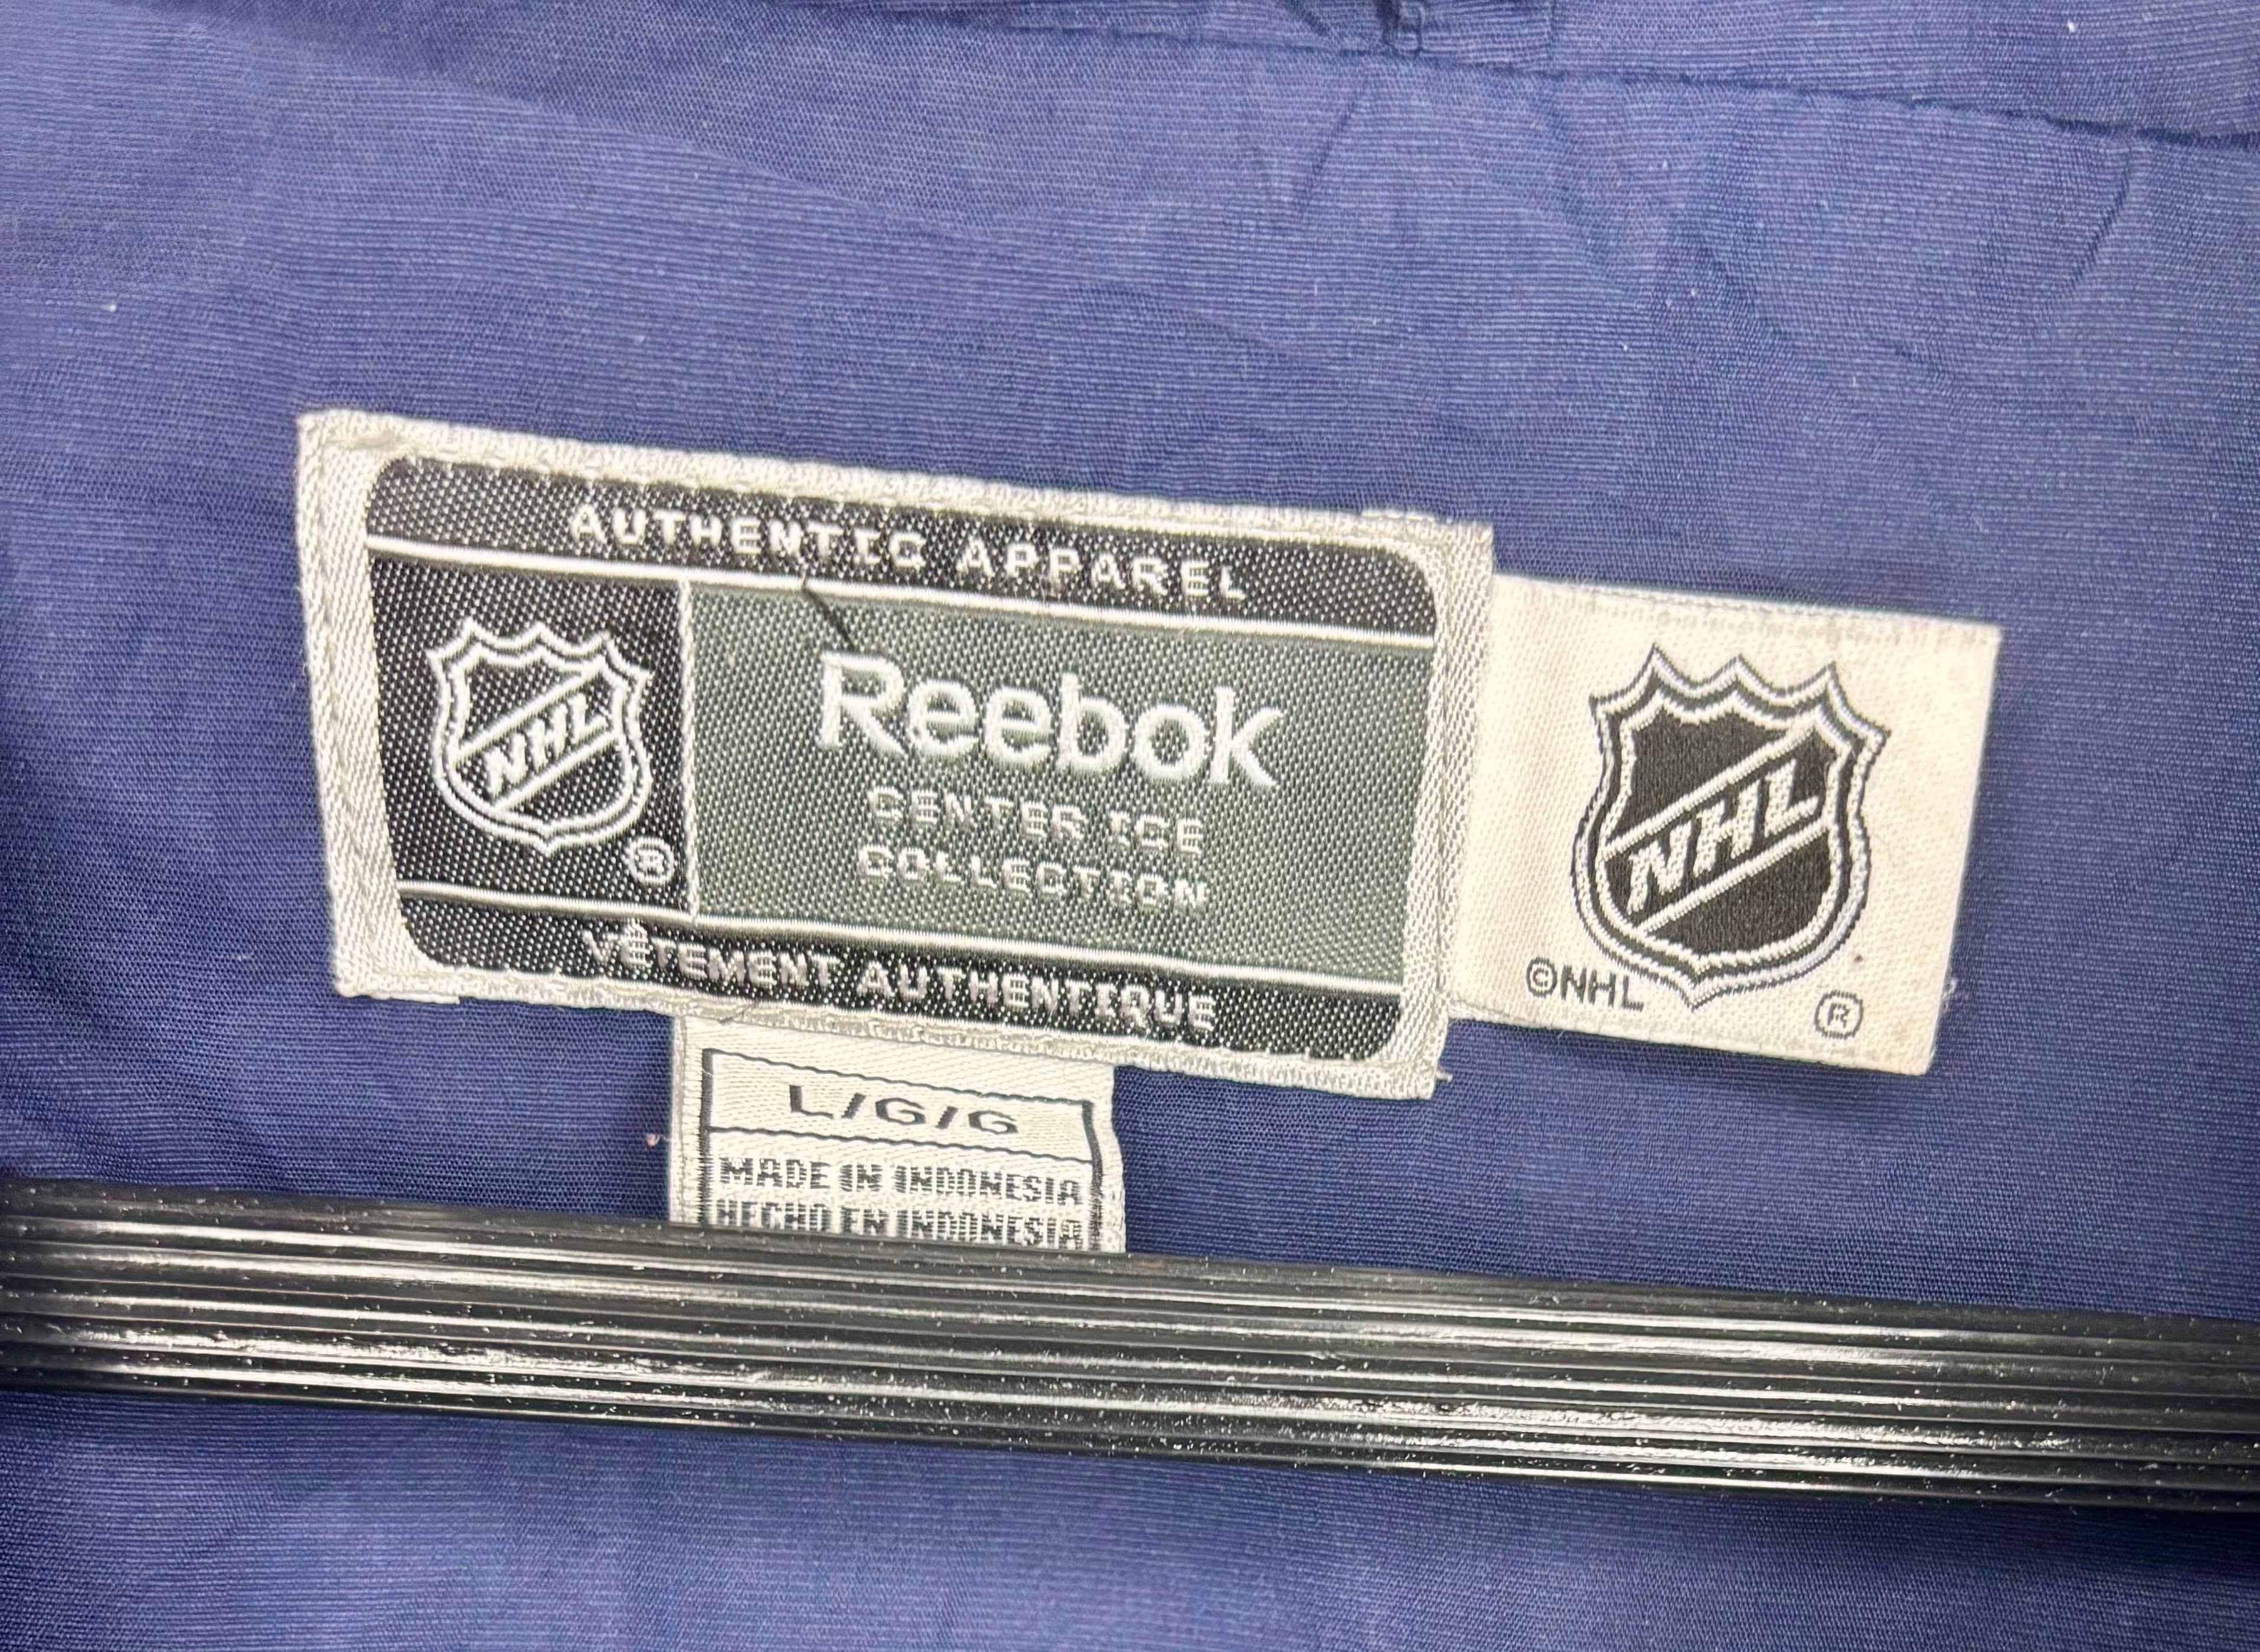 AUTHENTIC APPAREL
NHL
®
Reebok
CENTER ICE
COLLECTION
VÊTEMENT AUTHENTIQUE
NHL
©NHL
®
L/G/G
MADE IN INDONESIA
HECHO EN INDONESIA